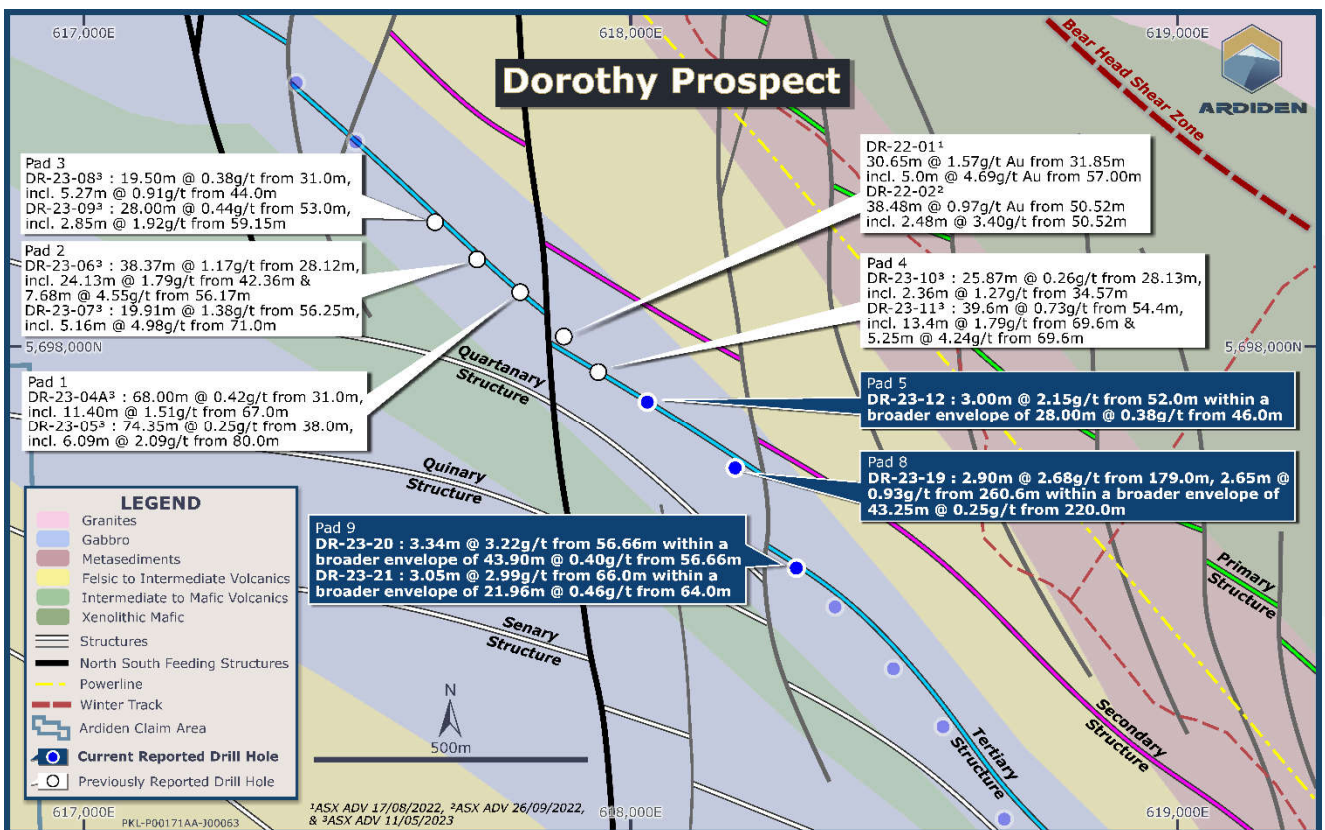 617,000E
618,000E
619,000E
Dorothy Prospect
Bear Head Shear Zone
ARDIDEN
Pad 3
DR-23-08³ : 19.50m @ 0.38g/t from 31.0m,
incl. 5.27m @ 0.91g/t from 44.0m
DR-23-09³ : 28.00m @ 0.44g/t from 53.0m,
incl. 2.85m @ 1.92g/t from 59.15m
DR-22-01¹
30.65m @ 1.57g/t Au from 31.85m
incl. 5.0m @ 4.69g/t Au from 57.00m
DR-22-02²
38.48m @ 0.97g/t Au from 50.52m
incl. 2.48m @ 3.40g/t Au from 50.52m
Pad 2
DR-23-06³ : 38.37m @ 1.17g/t from 28.12m,
incl. 24.13m @ 1.79g/t from 42.36m &
7.68m @ 4.55g/t from 56.17m
DR-23-07³ : 19.91m @ 1.38g/t from 56.25m,
incl. 5.16m @ 4.98g/t from 71.0m
Pad 4
DR-23-10³ : 25.87m @ 0.26g/t from 28.13m,
incl. 2.36m @ 1.27g/t from 34.57m
DR-23-11³ : 39.6m @ 0.73g/t from 54.4m,
incl. 13.4m @ 1.79g/t from 69.6m &
5.25m @ 4.24g/t from 69.6m
5,698,000N
5,698,000N
Pad 1
DR-23-04A³ : 68.00m @ 0.42g/t from 31.0m,
incl. 11.40m @ 1.51g/t from 67.0m
DR-23-05³ : 74.35m @ 0.25g/t from 38.0m,
incl. 6.09m @ 2.09g/t from 80.0m
Quartanary
Structure
Pad 5
DR-23-12 : 3.00m @ 2.15g/t from 52.0m within a
broader envelope of 28.00m @ 0.38g/t from 46.0m
Quinary
Structure
Pad 8
DR-23-19 : 2.90m @ 2.68g/t from 179.0m, 2.65m @
0.93g/t from 260.6m within a broader envelope of
43.25m @ 0.25g/t from 220.0m
Pad 9
DR-23-20 : 3.34m @ 3.22g/t from 56.66m within a
broader envelope of 43.90m @ 0.40g/t from 56.66m
DR-23-21 : 3.05m @ 2.99g/t from 66.0m within a
broader envelope of 21.96m @ 0.46g/t from 64.0m
Primary
Structure
Senary
Structure
Secondary
Structure
Tertiary
Structure
LEGEND
Granites
Gabbro
Metasediments
Felsic to Intermediate Volcanics
Intermediate to Mafic Volcanics
Xenolithic Mafic
Structures
North South Feeding Structures
Powerline
Winter Track
Ardiden Claim Area
Current Reported Drill Hole
Previously Reported Drill Hole
N
500m
¹ASX ADV 17/08/2022, ²ASX ADV 26/09/2022,
& ³ASX ADV 11/05/2023
617,000E
PKL-P00171AA-J00063
618,000E
619,000E